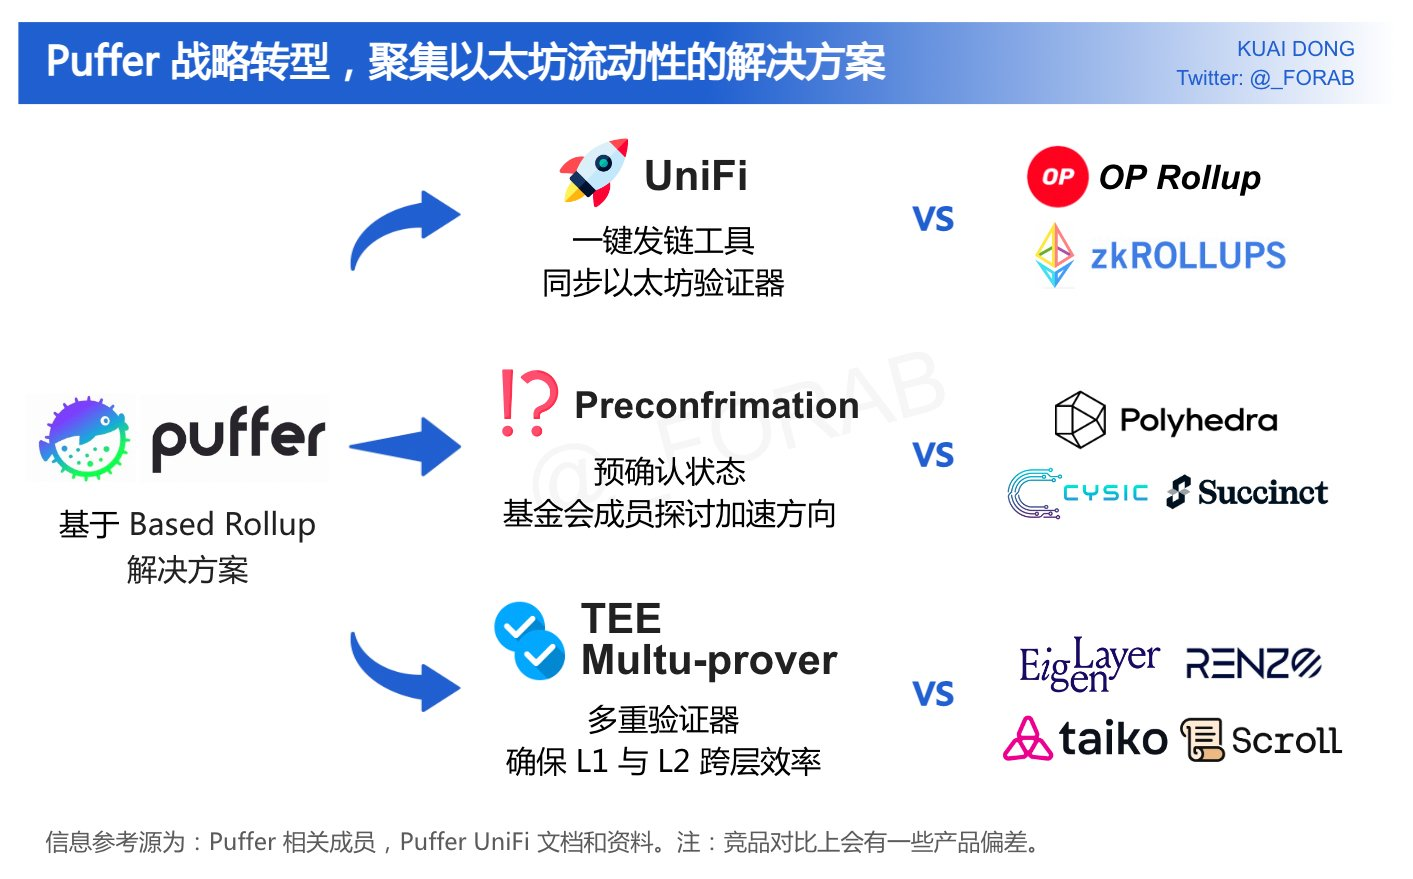 Puffer 战略转型，聚集以太坊流动性的解决方案
KUAI DONG
Twitter: @_FORAB
UniFi
一键发链工具
同步以太坊验证器
VS
OP
OP Rollup
zkROLLUPS
puffer
基于 Based Rollup
解决方案
Preconfrimation
预确认状态
基金会成员探讨加速方向
VS
Polyhedra
CYSIC
Succinct
@_FORAB
TEE
Multu-prover
多重验证器
确保 L1 与 L2 跨层效率
VS
EigenLayer
RENZO
taiko
Scroll
信息参考源为：Puffer 相关成员，Puffer UniFi 文档和资料。注：竞品对比上会有一些产品偏差。